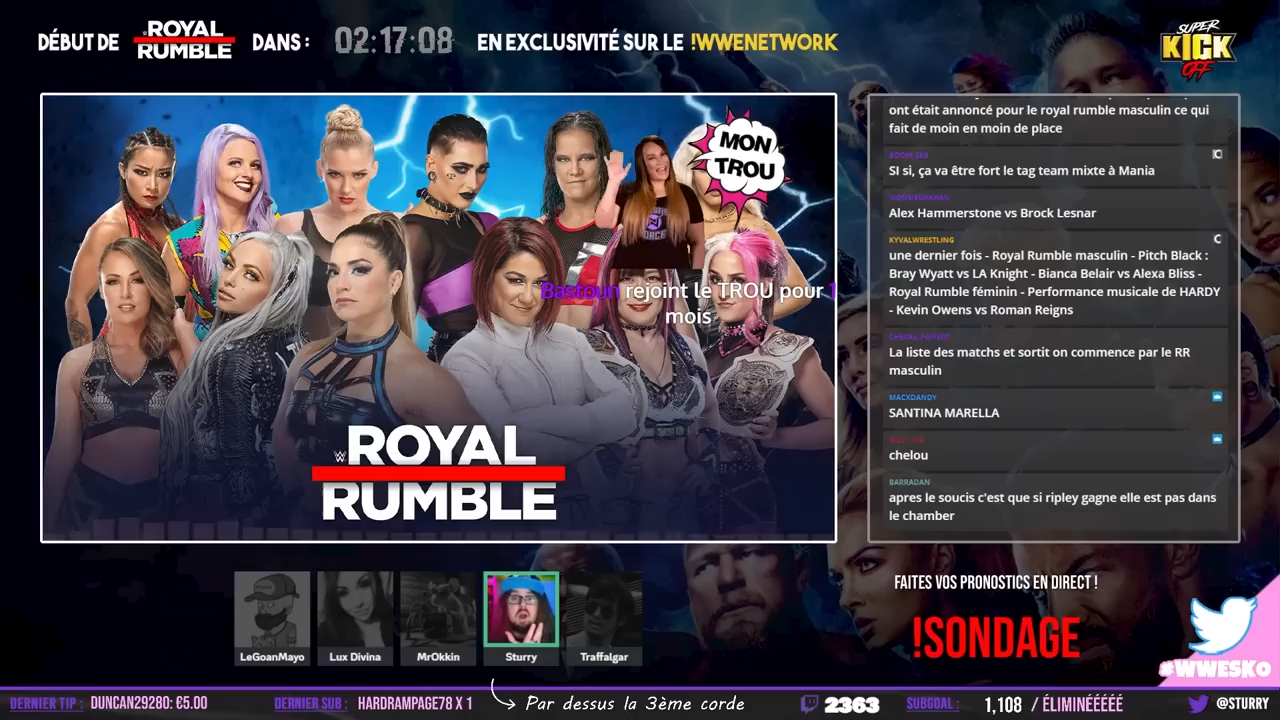 DÉBUT DE
ROYAL
RUMBLE
DANS :
02:17:08
EN EXCLUSIVITÉ SUR LE !WWENETWORK
SUPER
KICK
OFF
MON
TROU
Bastoun rejoint le TROU pour 1
mois
ROYAL
RUMBLE
ont était annoncé pour le royal rumble masculin ce qui
fait de moin en moin de place
SI si, ça va être fort le tag team mixte à Mania
Alex Hammerstone vs Brock Lesnar
KYVALWRESTLING
une dernier fois - Royal Rumble masculin - Pitch Black :
Bray Wyatt vs LA Knight - Bianca Belair vs Alexa Bliss -
Royal Rumble féminin - Performance musicale de HARDY
- Kevin Owens vs Roman Reigns
La liste des matchs et sortit on commence par le RR
masculin
MACXDANDY
SANTINA MARELLA
chelou
BARRADAN
apres le soucis c'est que si ripley gagne elle est pas dans
le chamber
LeGoanMayo
Lux Divina
MrOkkin
Sturry
Traffalgar
FAITES VOS PRONOSTICS EN DIRECT !
!SONDAGE
#WWESKO
DERNIER TIP : DUNCAN29280: €5.00
DERNIER SUB : HARDRAMPAGE78 X 1
Par dessus la 3ème corde
2363
SUBGOAL : 1,108 / ÉLIMINÉÉÉÉÉ
@STURRY